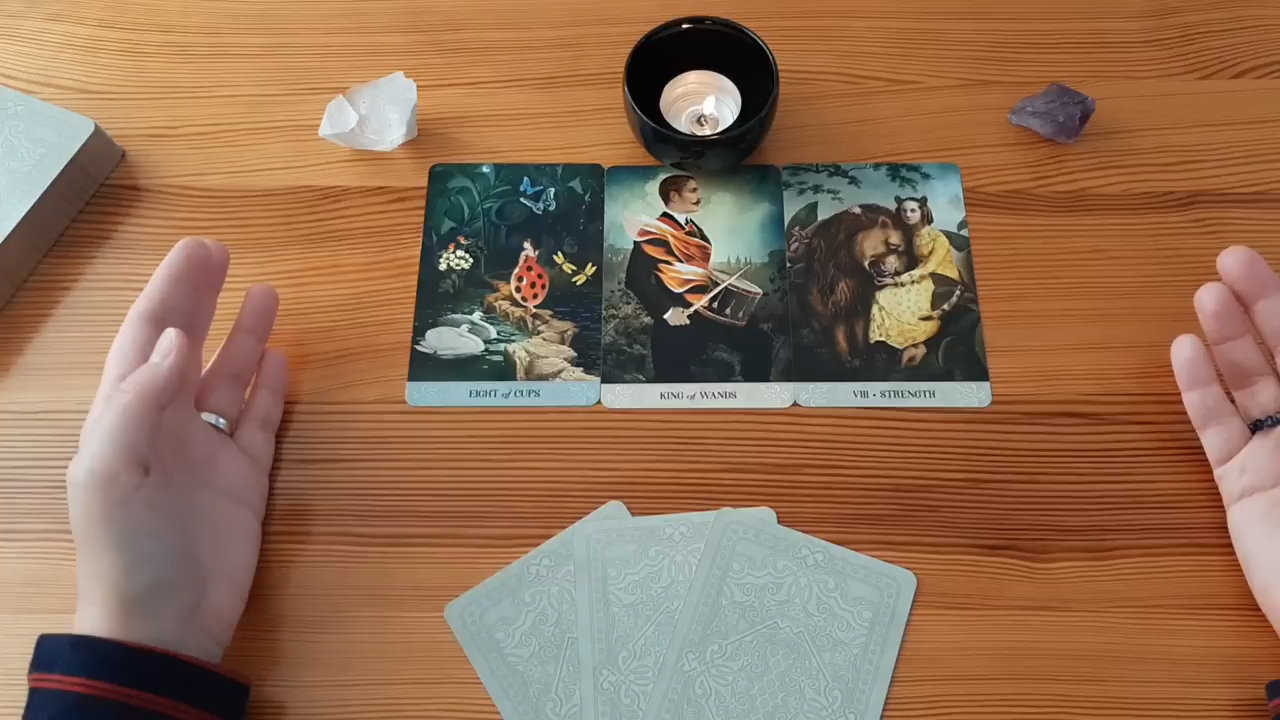 EIGHT of CUPS
KING of WANDS
VIII • STRENGTH